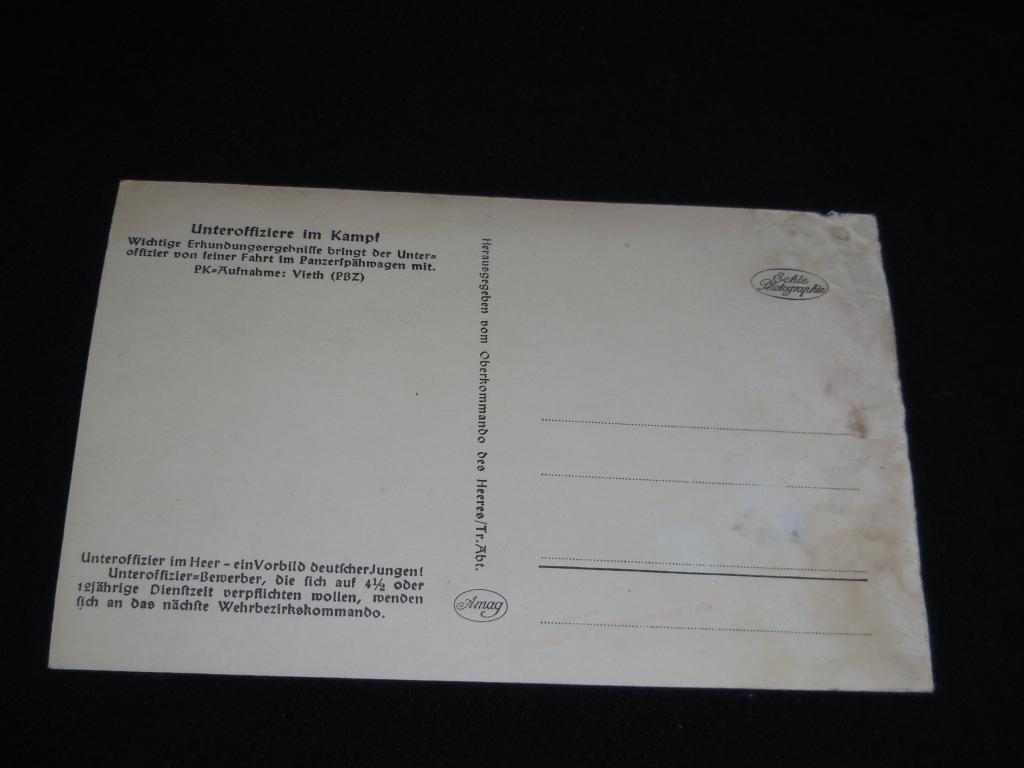 Unteroffiziere im Kampf
Wichtige Erkundungsergebnisse bringt der Unter=
offizier von seiner Fahrt im Panzerspähwagen mit.
PK=Aufnahme: Vieth (PBZ)
Unteroffizier im Heer - ein Vorbild deutscher Jungen!
Unteroffizier=Bewerber, die sich auf 4½ oder
12jährige Dienstzeit verpflichten wollen, wenden
sich an das nächste Wehrbezirkskommando.
Herausgegeben vom Oberkommando des Heeres/Tr. Abt.
Amag
Echte
Photographie